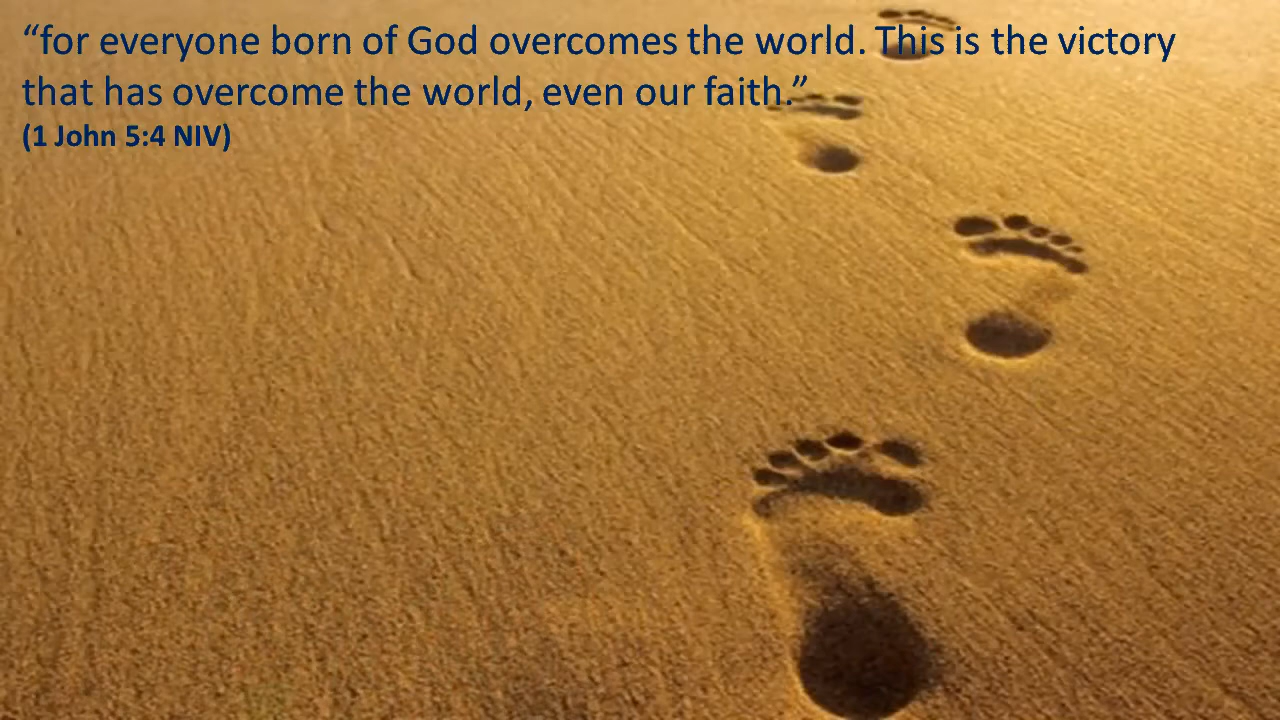 “for everyone born of God overcomes the world. This is the victory
that has overcome the world, even our faith.”
(1 John 5:4 NIV)